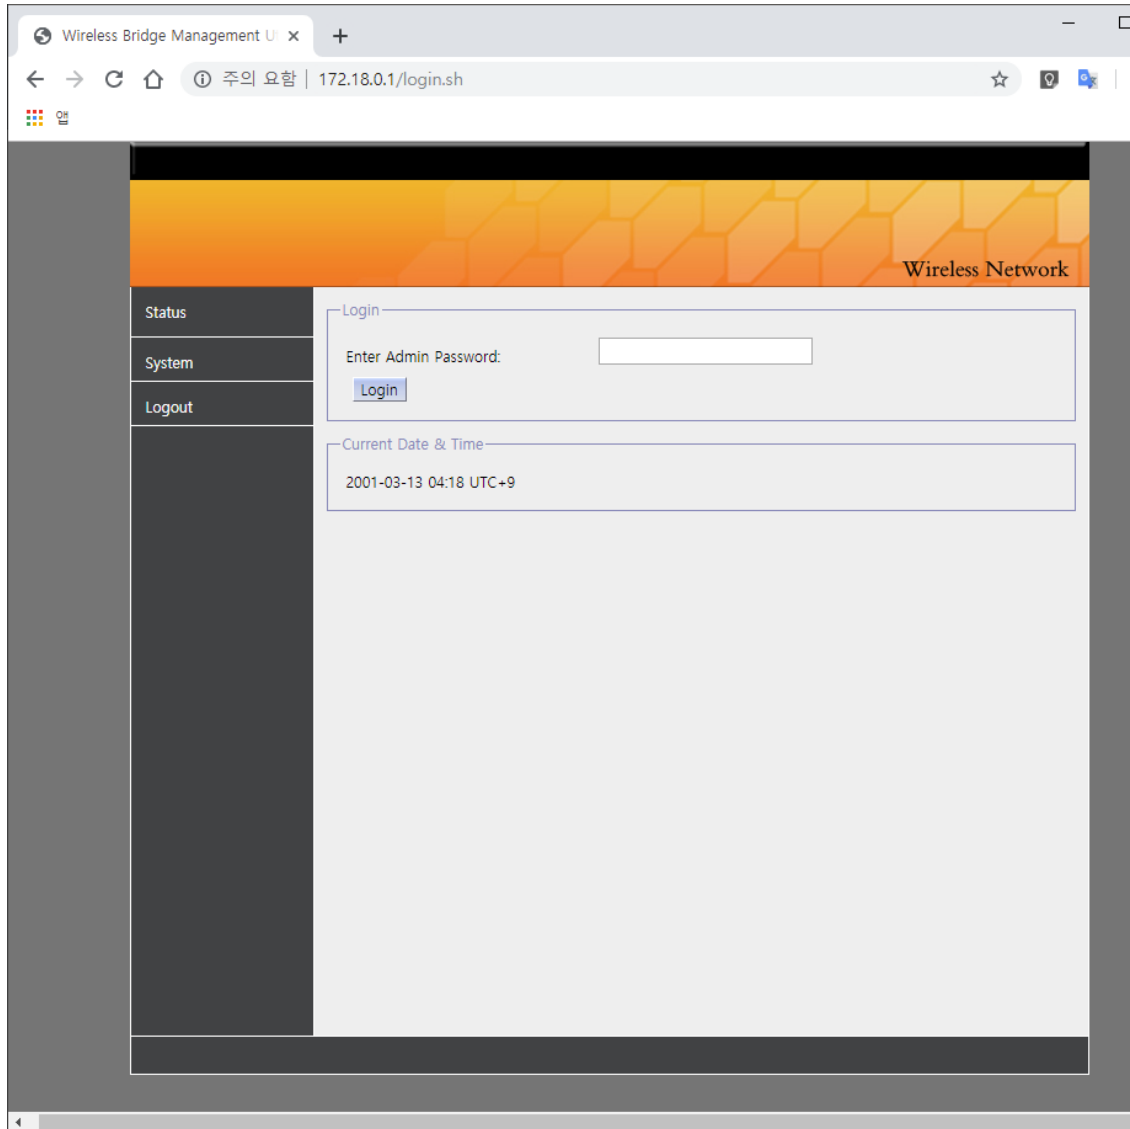 Wireless Bridge Management U
주의 요함 | 172.18.0.1/login.sh
앱
Wireless Network
Status
System
Logout
Login
Enter Admin Password:
Login
Current Date & Time
2001-03-13 04:18 UTC+9